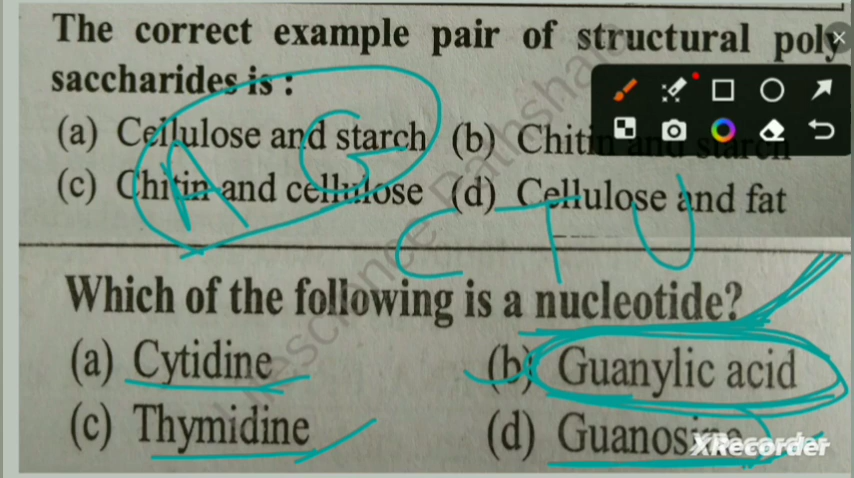 The correct example pair of structural poly
saccharides is :
(a) Cellulose and starch (b) Chitin and starch
(c) Chitin and cellulose (d) Cellulose and fat
A G
C T U
Which of the following is a nucleotide?
(a) Cytidine (b) Guanylic acid
(c) Thymidine (d) Guanosine
XRecorder